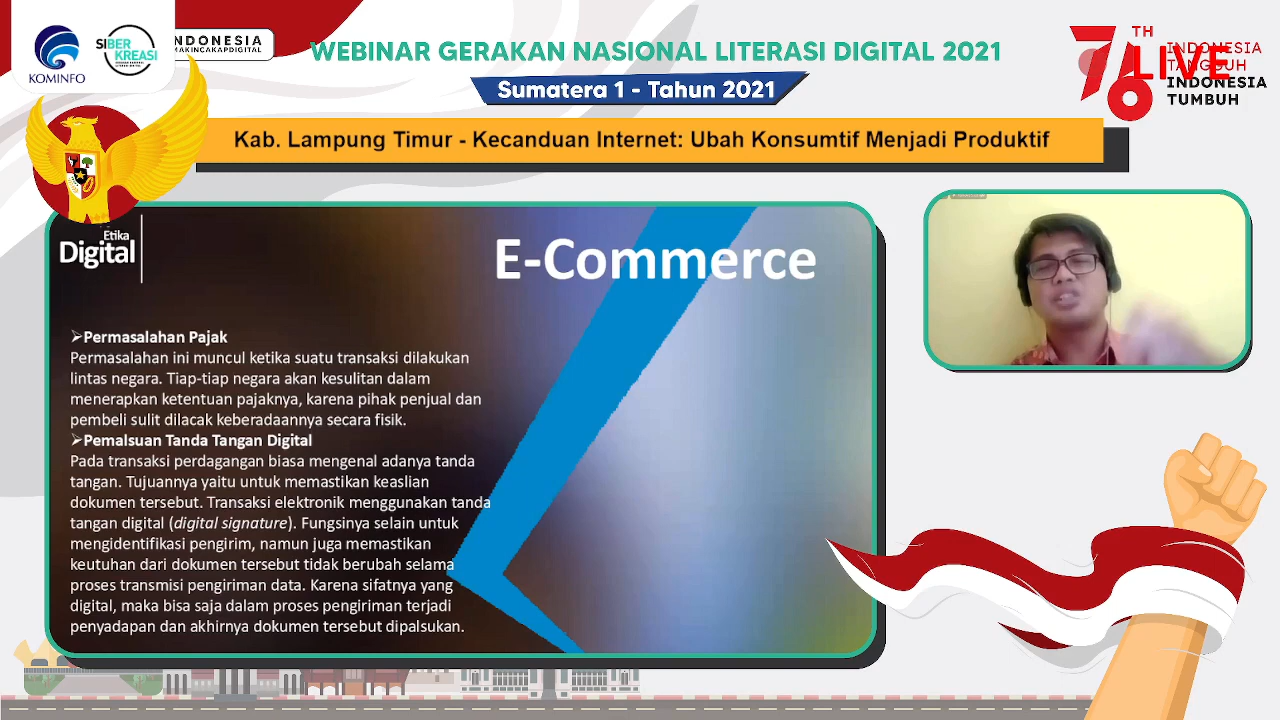 KOMINFO
SIBER
KREASI
INDONESIA
MAKINCAKAPDIGITAL
WEBINAR GERAKAN NASIONAL LITERASI DIGITAL 2021
Sumatera 1 - Tahun 2021
76
TH
LIVE
INDONESIA
TANGGUH
INDONESIA
TUMBUH
Kab. Lampung Timur - Kecanduan Internet: Ubah Konsumtif Menjadi Produktif
Etika
Digital
E-Commerce
➢Permasalahan Pajak
Permasalahan ini muncul ketika suatu transaksi dilakukan
lintas negara. Tiap-tiap negara akan kesulitan dalam
menerapkan ketentuan pajaknya, karena pihak penjual dan
pembeli sulit dilacak keberadaannya secara fisik.
➢Pemalsuan Tanda Tangan Digital
Pada transaksi perdagangan biasa mengenal adanya tanda
tangan. Tujuannya yaitu untuk memastikan keaslian
dokumen tersebut. Transaksi elektronik menggunakan tanda
tangan digital (digital signature). Fungsinya selain untuk
mengidentifikasi pengirim, namun juga memastikan
keutuhan dari dokumen tersebut tidak berubah selama
proses transmisi pengiriman data. Karena sifatnya yang
digital, maka bisa saja dalam proses pengiriman terjadi
penyadapan dan akhirnya dokumen tersebut dipalsukan.